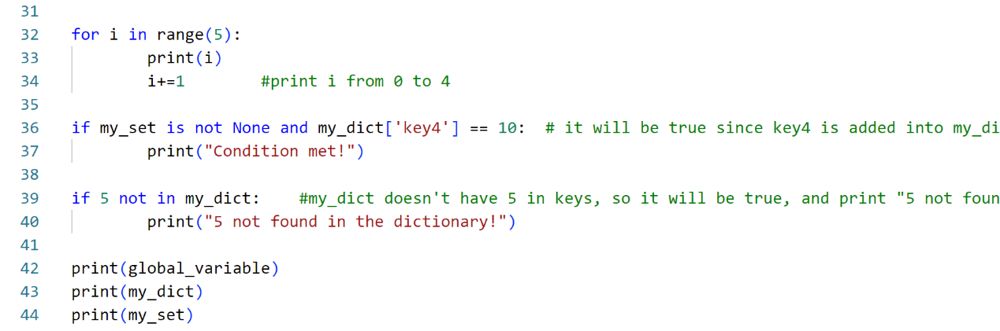 31
32 for i in range(5):
33 print(i)
34 i+=1 #print i from 0 to 4
35
36 if my_set is not None and my_dict['key4'] == 10: # it will be true since key4 is added into my_di
37 print("Condition met!")
38
39 if 5 not in my_dict: #my_dict doesn't have 5 in keys, so it will be true, and print "5 not foun
40 print("5 not found in the dictionary!")
41
42 print(global_variable)
43 print(my_dict)
44 print(my_set)